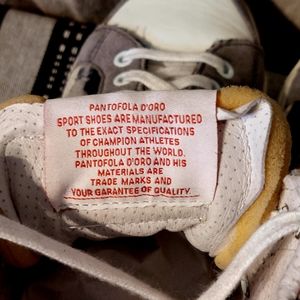 PANTOFOLA D'ORO
SPORT SHOES ARE MANUFACTURED
TO THE EXACT SPECIFICATIONS
OF CHAMPION ATHLETES
THROUGHOUT THE WORLD.
PANTOFOLA D'ORO AND HIS
MATERIALS ARE
TRADE MARKS AND
YOUR GARANTEE OF QUALITY.